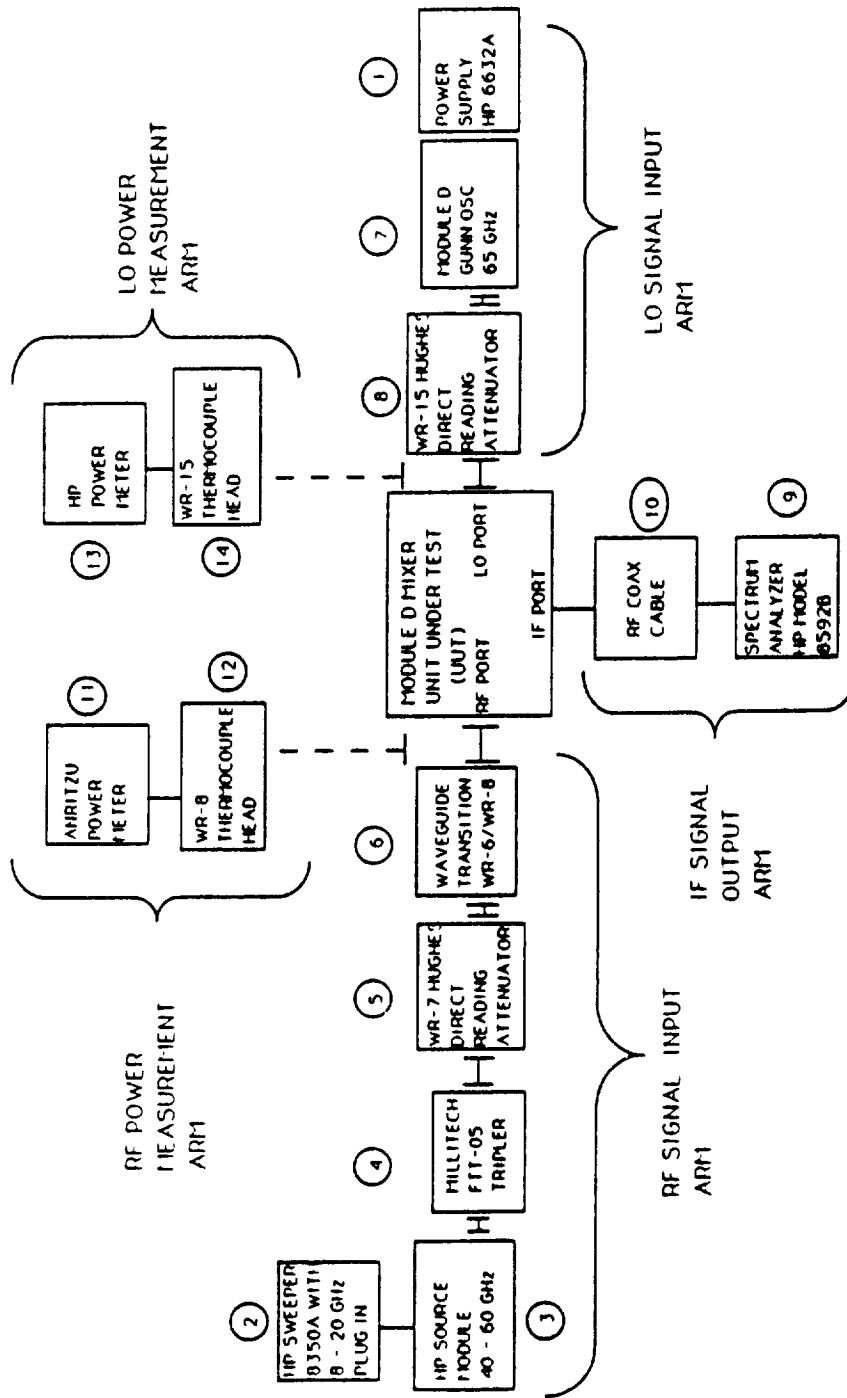 RF POWER
MEASUREMENT
ARM
LO POWER
MEASUREMENT
ARM
11
ANRITZU
POWER
METER
12
WR-8
THERMOCOUPLE
HEAD
13
HP
POWER
METER
14
WR-15
THERMOCOUPLE
HEAD
2
HP SWEEPER
8350A WITH
8 - 20 GHz
PLUG IN
3
HP SOURCE
MODULE
40 - 60 GHz
4
MILLITECH
FTT-05
TRIPLER
5
WR-7 HUGHES
DIRECT
READING
ATTENUATOR
6
WAVEGUIDE
TRANSITION
WR-6/WR-8
MODULE D MIXER
UNIT UNDER TEST
(UUT)
RF PORT
LO PORT
IF PORT
8
WR-15 HUGHES
DIRECT
READING
ATTENUATOR
7
MODULE D
GUNN OSC
65 GHz
1
POWER
SUPPLY
HP 6632A
10
RF COAX
CABLE
9
SPECTRUM
ANALYZER
HP MODEL
8592B
RF SIGNAL INPUT
ARM
IF SIGNAL
OUTPUT
ARM
LO SIGNAL INPUT
ARM